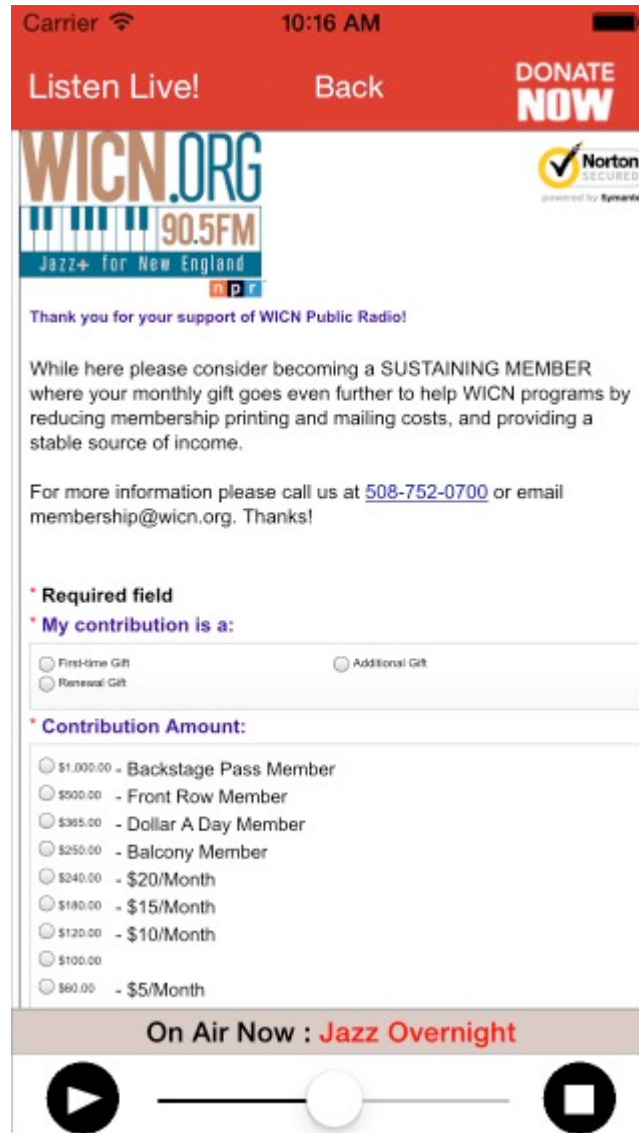 Carrier 10:16 AM
Listen Live! Back DONATE NOW
WICN.ORG
90.5FM
Jazz+ for New England
npr
Norton
SECURED
powered by Symante
Thank you for your support of WICN Public Radio!
While here please consider becoming a SUSTAINING MEMBER
where your monthly gift goes even further to help WICN programs by
reducing membership printing and mailing costs, and providing a
stable source of income.
For more information please call us at 508-752-0700 or email
membership@wicn.org. Thanks!
* Required field
* My contribution is a:
First-time Gift Additional Gift
Renewal Gift
* Contribution Amount:
$1,000.00 - Backstage Pass Member
$500.00 - Front Row Member
$365.00 - Dollar A Day Member
$250.00 - Balcony Member
$240.00 - $20/Month
$180.00 - $15/Month
$120.00 - $10/Month
$100.00
$60.00 - $5/Month
On Air Now : Jazz Overnight